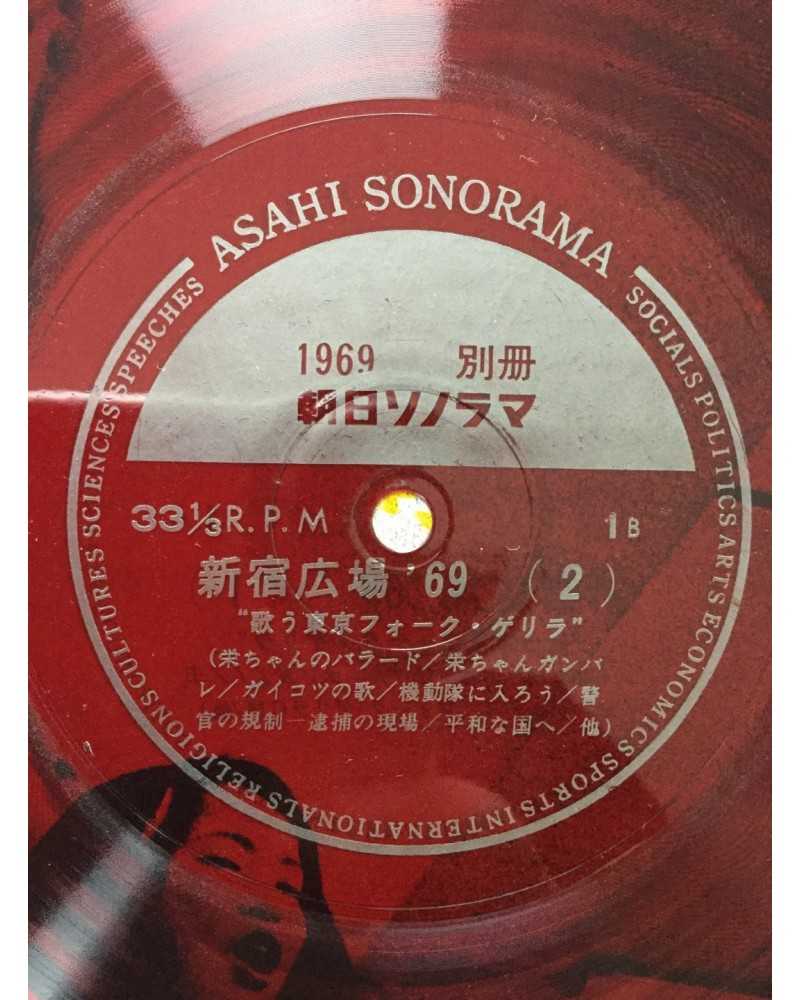 ASAHI SONORAMA
SOCIALS POLITICS ARTS ECONOMICS SPORTS INTERNATIONALS RELIGIONS CULTURES SCIENCES SPEECHES
1969 別冊
朝日ソノラマ
33 1/3 R.P.M 1B
新宿広場 '69 (2)
"歌う東京フォーク・ゲリラ"
(栄ちゃんのバラード/栄ちゃんガンバ
レ/ガイコツの歌/機動隊に入ろう/警
官の規制—逮捕の現場/平和な国へ/他)